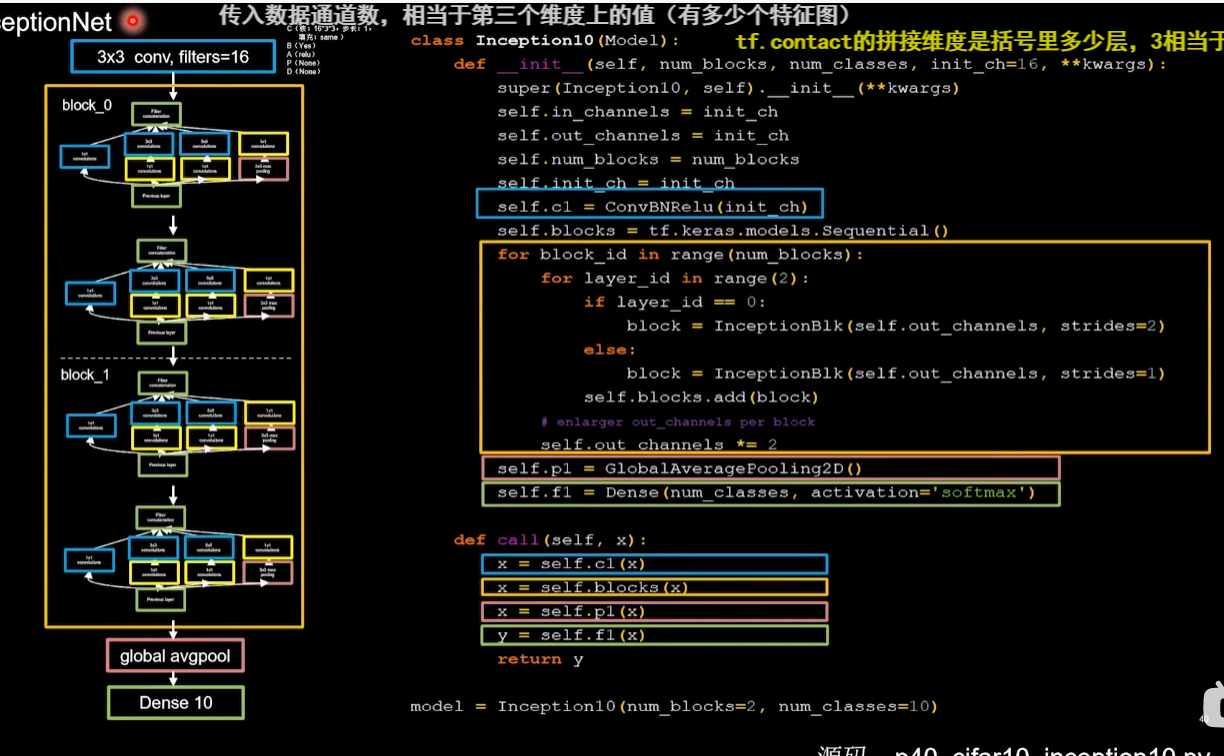 ceptionNet
传入数据通道数，相当于第三个维度上的值（有多少个特征图）
tf.contact的拼接维度是括号里多少层，3相当于
C（核：16*3*3，步长：1，
填充：same ）
B（Yes）
A（relu）
P（None）
D（None）
3x3 conv, filters=16
block_0
Filter
concatenation
1x1
convolutions
3x3
convolutions
5x5
convolutions
1x1
convolutions
1x1
convolutions
1x1
convolutions
3x3 max
pooling
Previous layer
Filter
concatenation
1x1
convolutions
3x3
convolutions
5x5
convolutions
1x1
convolutions
1x1
convolutions
1x1
convolutions
3x3 max
pooling
Previous layer
block_1
Filter
concatenation
1x1
convolutions
3x3
convolutions
5x5
convolutions
1x1
convolutions
1x1
convolutions
1x1
convolutions
3x3 max
pooling
Previous layer
Filter
concatenation
1x1
convolutions
3x3
convolutions
5x5
convolutions
1x1
convolutions
1x1
convolutions
1x1
convolutions
3x3 max
pooling
Previous layer
global avgpool
Dense 10
class Inception10(Model):
def __init__(self, num_blocks, num_classes, init_ch=16, **kwargs):
super(Inception10, self).__init__(**kwargs)
self.in_channels = init_ch
self.out_channels = init_ch
self.num_blocks = num_blocks
self.init_ch = init_ch
self.c1 = ConvBNRelu(init_ch)
self.blocks = tf.keras.models.Sequential()
for block_id in range(num_blocks):
for layer_id in range(2):
if layer_id == 0:
block = InceptionBlk(self.out_channels, strides=2)
else:
block = InceptionBlk(self.out_channels, strides=1)
self.blocks.add(block)
# enlarger out_channels per block
self.out_channels *= 2
self.p1 = GlobalAveragePooling2D()
self.f1 = Dense(num_classes, activation='softmax')
def call(self, x):
x = self.c1(x)
x = self.blocks(x)
x = self.p1(x)
y = self.f1(x)
return y
model = Inception10(num_blocks=2, num_classes=10)
40
源码 p40_cifar10_inception10.py